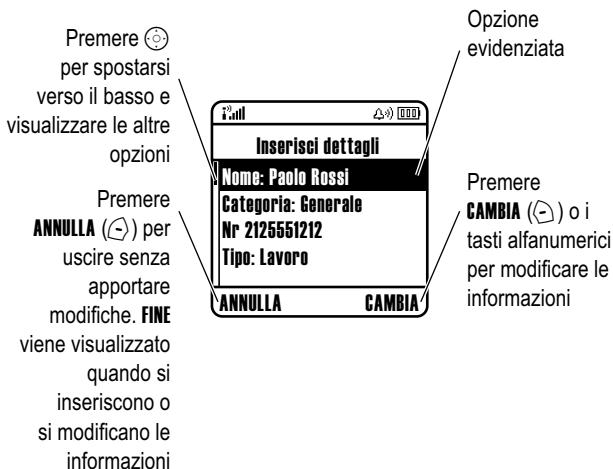 Premere
per spostarsi
verso il basso e
visualizzare le altre
opzioni
Premere
ANNULLA ( ) per
uscire senza
apportare
modifiche. FINE
viene visualizzato
quando si
inseriscono o
si modificano le
informazioni
Inserisci dettagli
Nome: Paolo Rossi
Categoria: Generale
Nr 2125551212
Tipo: Lavoro
ANNULLA CAMBIA
Opzione
evidenziata
Premere
CAMBIA ( ) o i
tasti alfanumerici
per modificare le
informazioni